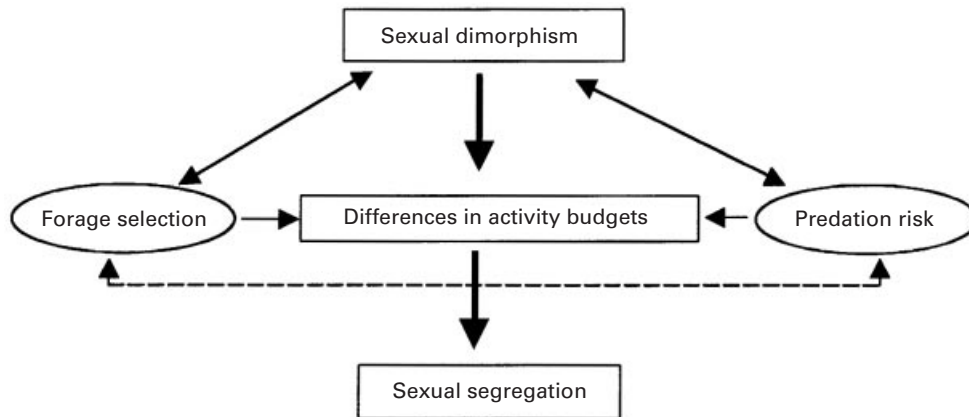 Sexual dimorphism
Forage selection
Differences in activity budgets
Predation risk
Sexual segregation